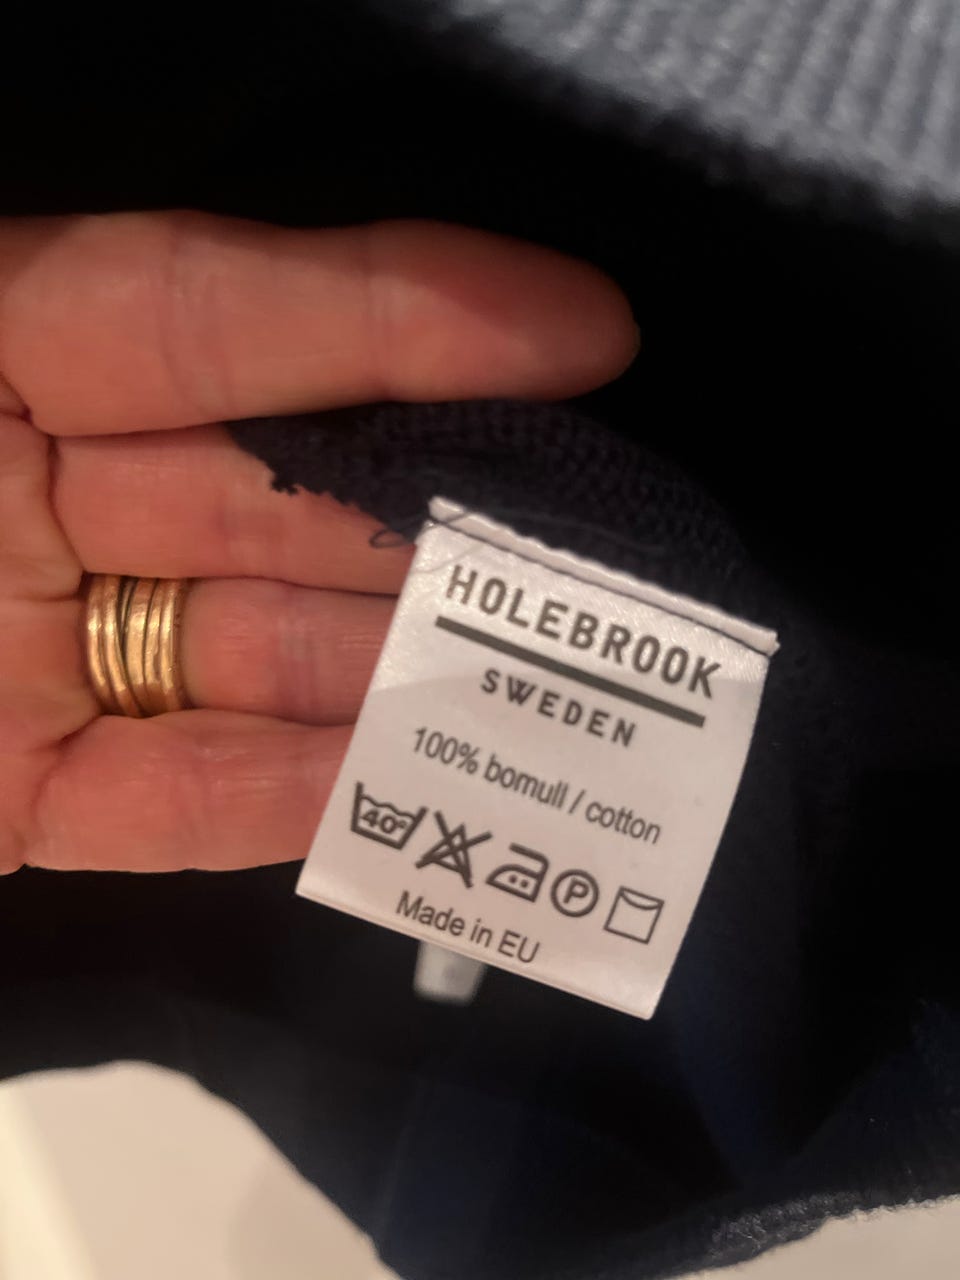 HOLEBROOK
SWEDEN
100% bomull / cotton
40° P
Made in EU